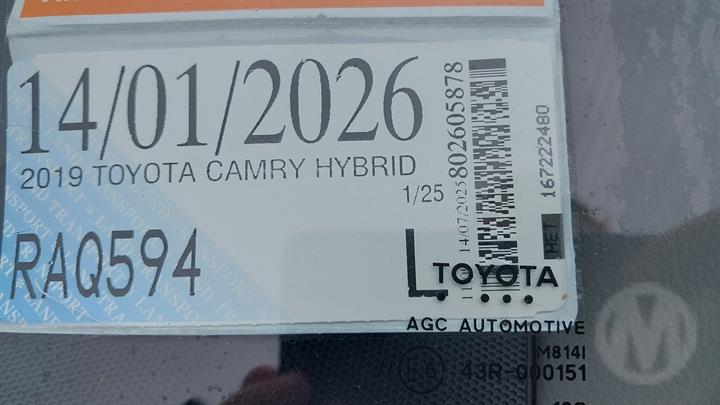 14/01/2026
2019 TOYOTA CAMRY HYBRID
1/25
RAQ594
14/07/2025
802605878
167222480
TOYOTA
AGC AUTOMOTIVE
M814I
43R-000151
M